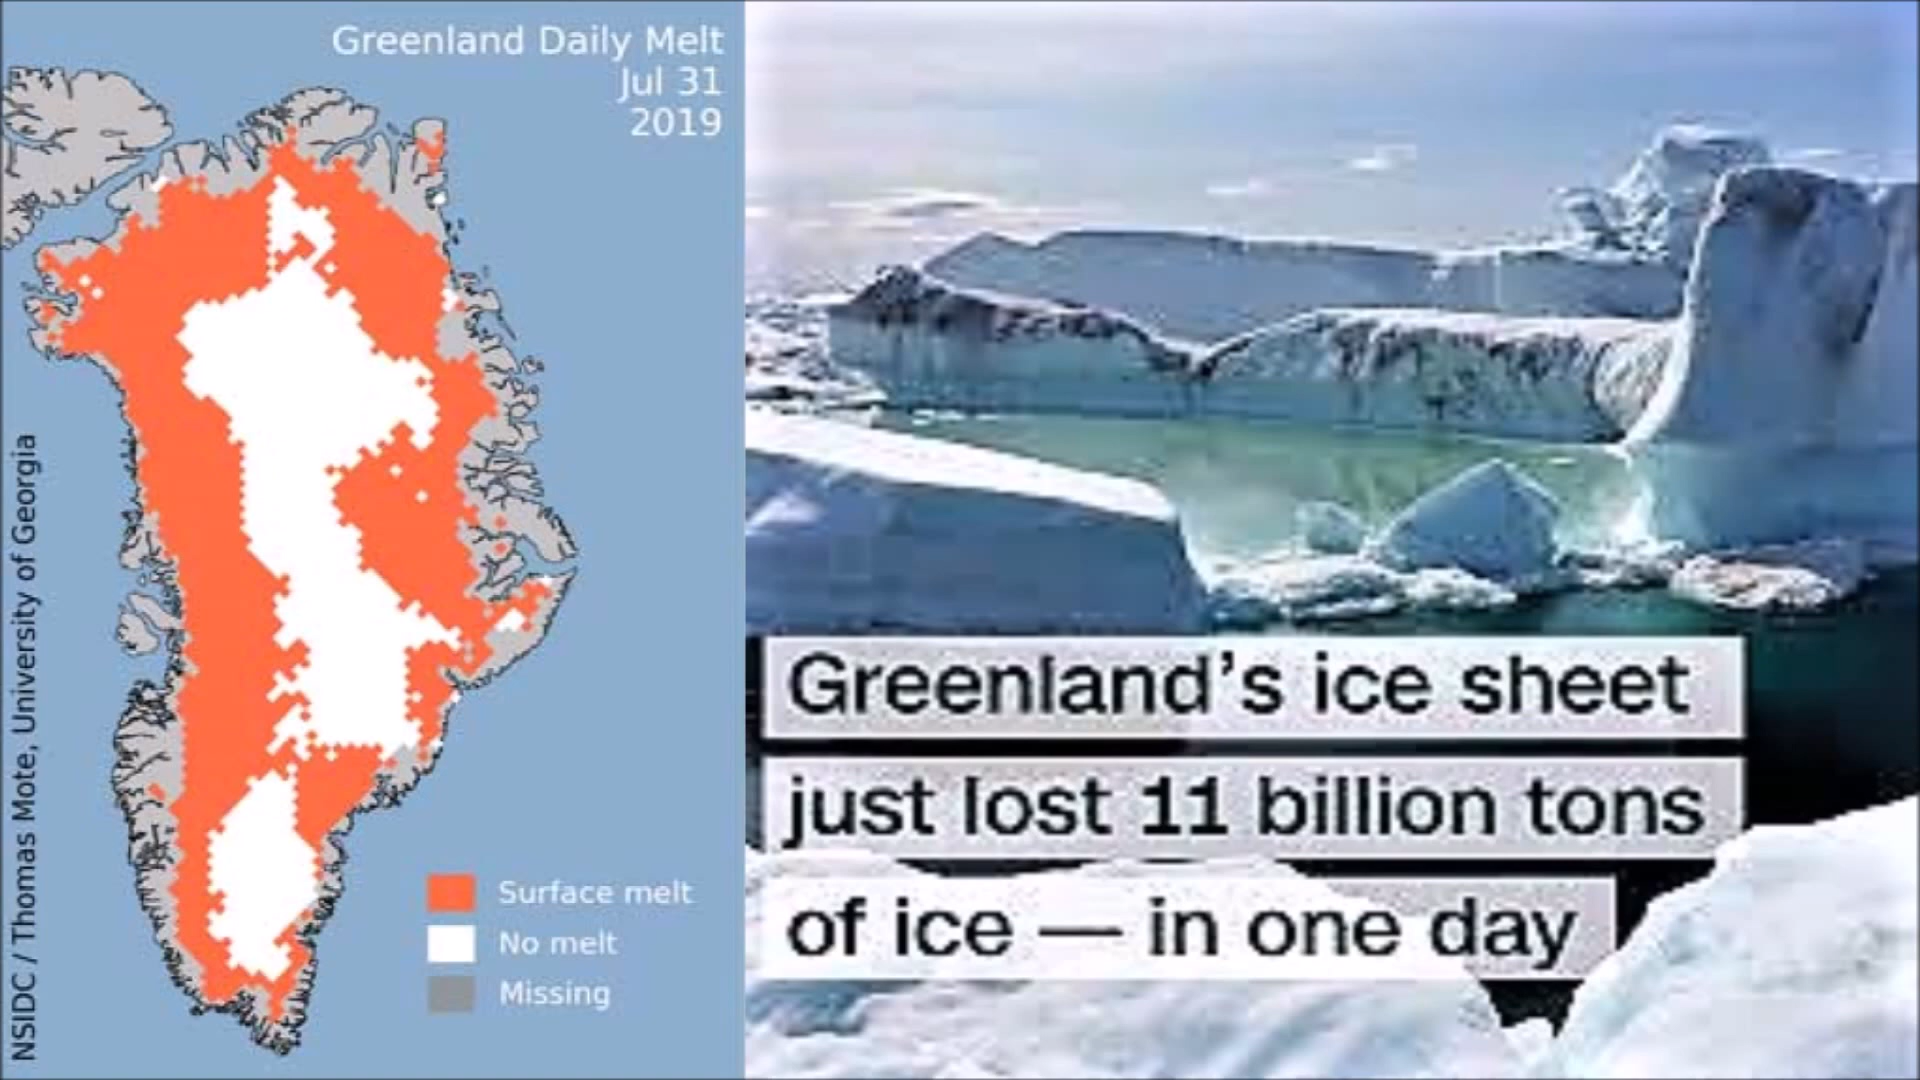 Greenland Daily Melt
Jul 31
2019
NSIDC / Thomas Mote, University of Georgia
Surface melt
No melt
Missing
Greenland’s ice sheet
just lost 11 billion tons
of ice — in one day